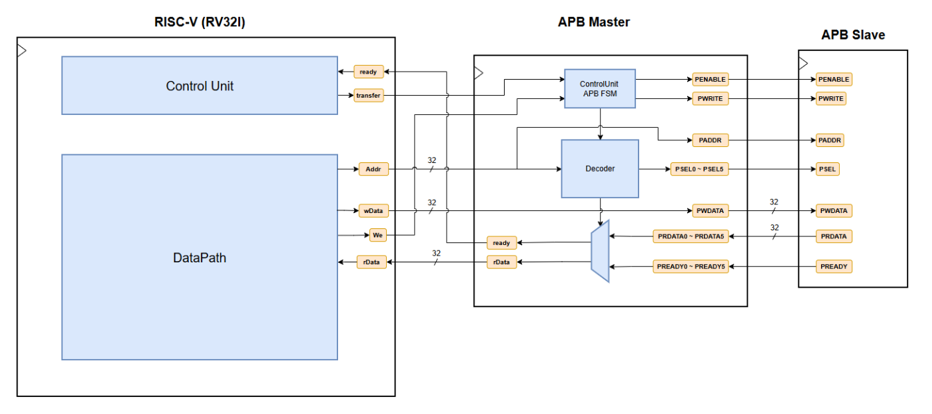 RISC-V (RV32I)
APB Master
APB Slave
Control Unit
ready
transfer
ControlUnit
APB FSM
PENABLE
PENABLE
PWRITE
PWRITE
PADDR
PADDR
32
Addr
Decoder
PSEL0 ~ PSEL5
PSEL
32
wData
PWDATA
32
PWDATA
We
ready
PRDATA0 ~ PRDATA5
32
PRDATA
DataPath
rData
32
rData
PREADY0 ~ PREADY5
PREADY